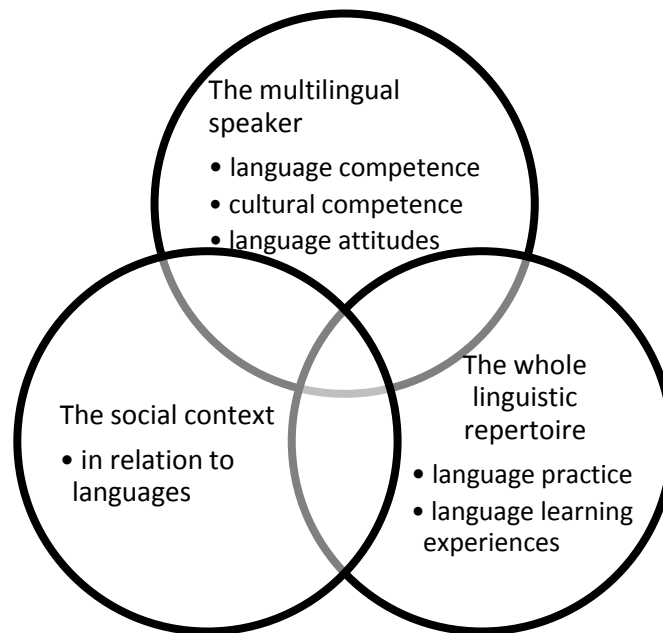 The multilingual
speaker
• language competence
• cultural competence
• language attitudes
The social context
• in relation to
languages
The whole
linguistic
repertoire
• language practice
• language learning
experiences